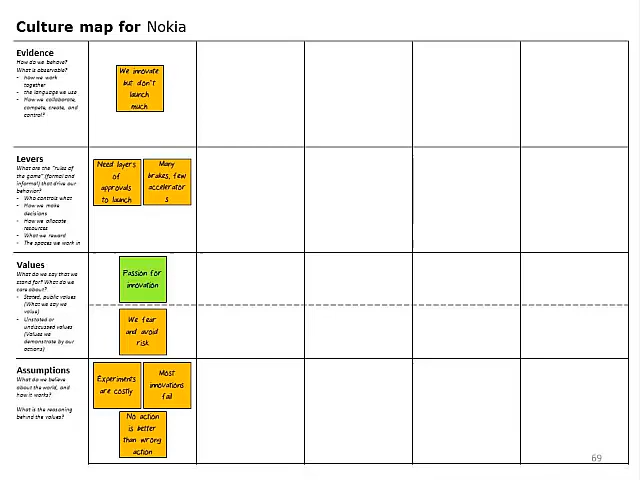 Culture map for Nokia
Evidence
How do we behave?
What is observable?
- how we work
together
- the language we use
- How we collaborate,
compete, create, and
control?
We innovate
but don't
launch
much
Levers
What are the "rules of
the game" (formal and
informal) that drive our
behavior?
- Who controls what
- How we make
decisions
- How we allocate
resources
- What we reward
- The spaces we work in
Need layers
of
approvals
to launch
Many
brakes, few
accelerator
s
Values
What do we say that we
stand for? What do we
care about?
- Stated, public values
(What we say we
value)
- Unstated or
undiscussed values
(Values we
demonstrate by our
actions)
Passion for
innovation
We fear
and avoid
risk
Assumptions
What do we believe
about the world, and
how it works?
What is the reasoning
behind the values?
Experiments
are costly
Most
innovations
fail
No action
is better
than wrong
action
69